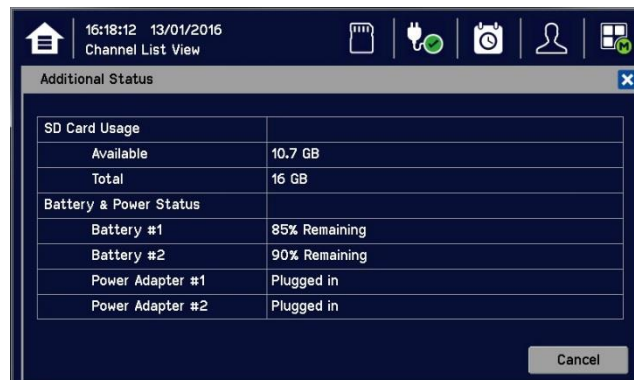 16:18:12 13/01/2016
Channel List View
M
Additional Status
SD Card Usage
Available 10.7 GB
Total 16 GB
Battery & Power Status
Battery #1 85% Remaining
Battery #2 90% Remaining
Power Adapter #1 Plugged in
Power Adapter #2 Plugged in
Cancel